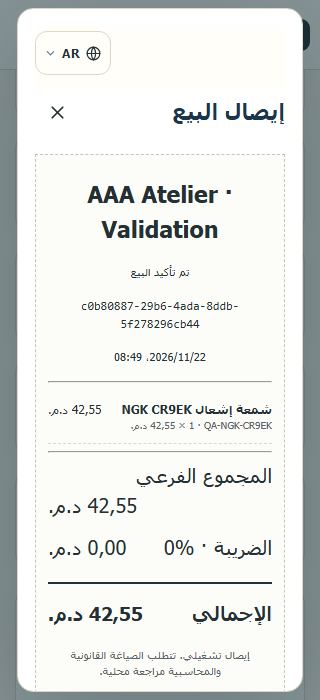 AR
إيصال البيع
AAA Atelier ·
Validation
تم تأكيد البيع
c0b80887-29b6-4ada-8ddb-
5f278296cb44
2026/11/22، 08:49
شمعة إشعال NGK CR9EK 42,55 د.م.
QA-NGK-CR9EK · 1 × 42,55 د.م.
المجموع الفرعي
42,55 د.م.
الضريبة · 0% 0,00 د.م.
الإجمالي 42,55 د.م.
إيصال تشغيلي. تتطلب الصياغة القانونية
والمحاسبية مراجعة محلية.